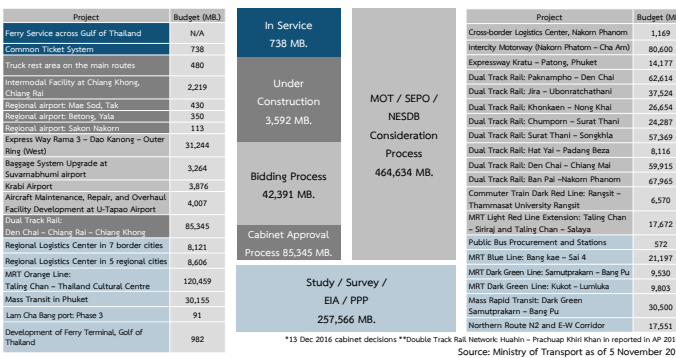 Project Budget (MB.)
Ferry Service across Gulf of Thailand N/A
Common Ticket System 738
Truck rest area on the main routes 480
Intermodal Facility at Chiang Khong,
Chiang Rai 2,219
Regional airport: Mae Sod, Tak 430
Regional airport: Betong, Yala 350
Regional airport: Sakon Nakorn 113
Express Way Rama 3 – Dao Kanong – Outer
Ring (West) 31,244
Baggage System Upgrade at
Suvarnabhumi airport 3,264
Krabi Airport 3,876
Aircraft Maintenance, Repair, and Overhaul
Facility Development at U-Tapao Airport 4,007
Dual Track Rail:
Den Chai – Chiang Rai – Chiang Khong 85,345
Regional Logistics Center in 7 border cities 8,121
Regional Logistics Center in 5 regional cities 8,606
MRT Orange Line:
Taling Chan – Thailand Cultural Centre 120,459
Mass Transit in Phuket 30,155
Lam Cha Bang port: Phase 3 91
Development of Ferry Terminal, Golf of
Thailand 982
In Service
738 MB.
Under
Construction
3,592 MB.
Bidding Process
42,391 MB.
Cabinet Approval
Process 85,345 MB.
MOT / SEPO /
NESDB
Consideration
Process
464,634 MB.
Study / Survey /
EIA / PPP
257,566 MB.
Project Budget (M
Cross-border Logistics Center, Nakorn Phanom 1,169
Intercity Motorway (Nakorn Phatom – Cha Am) 80,600
Expressway Kratu – Patong, Phuket 14,177
Dual Track Rail: Paknampho – Den Chai 62,614
Dual Track Rail: Jira – Ubonratchathani 37,524
Dual Track Rail: Khonkaen – Nong Khai 26,654
Dual Track Rail: Chumporn – Surat Thani 24,287
Dual Track Rail: Surat Thani – Songkhla 57,369
Dual Track Rail: Hat Yai – Padang Beza 8,116
Dual Track Rail: Den Chai – Chiang Mai 59,915
Dual Track Rail: Ban Pai –Nakorn Phanorn 67,965
Commuter Train Dark Red Line: Rangsit –
Thammasat University Rangsit 6,570
MRT Light Red Line Extension: Taling Chan
– Siriraj and Taling Chan – Salaya 17,672
Public Bus Procurement and Stations 572
MRT Blue Line: Bang kae – Sai 4 21,197
MRT Dark Green Line: Samutprakarn – Bang Pu 9,530
MRT Dark Green Line: Kukot – Lumluka 9,803
Mass Rapid Transit: Dark Green
Samutprakarn – Bang Pu 30,500
Northern Route N2 and E-W Corridor 17,551
*13 Dec 2016 cabinet decisions **Double Track Rail Network: Huahin – Prachuap Khiri Khan in reported in AP 201
Source: Ministry of Transport as of 5 November 20